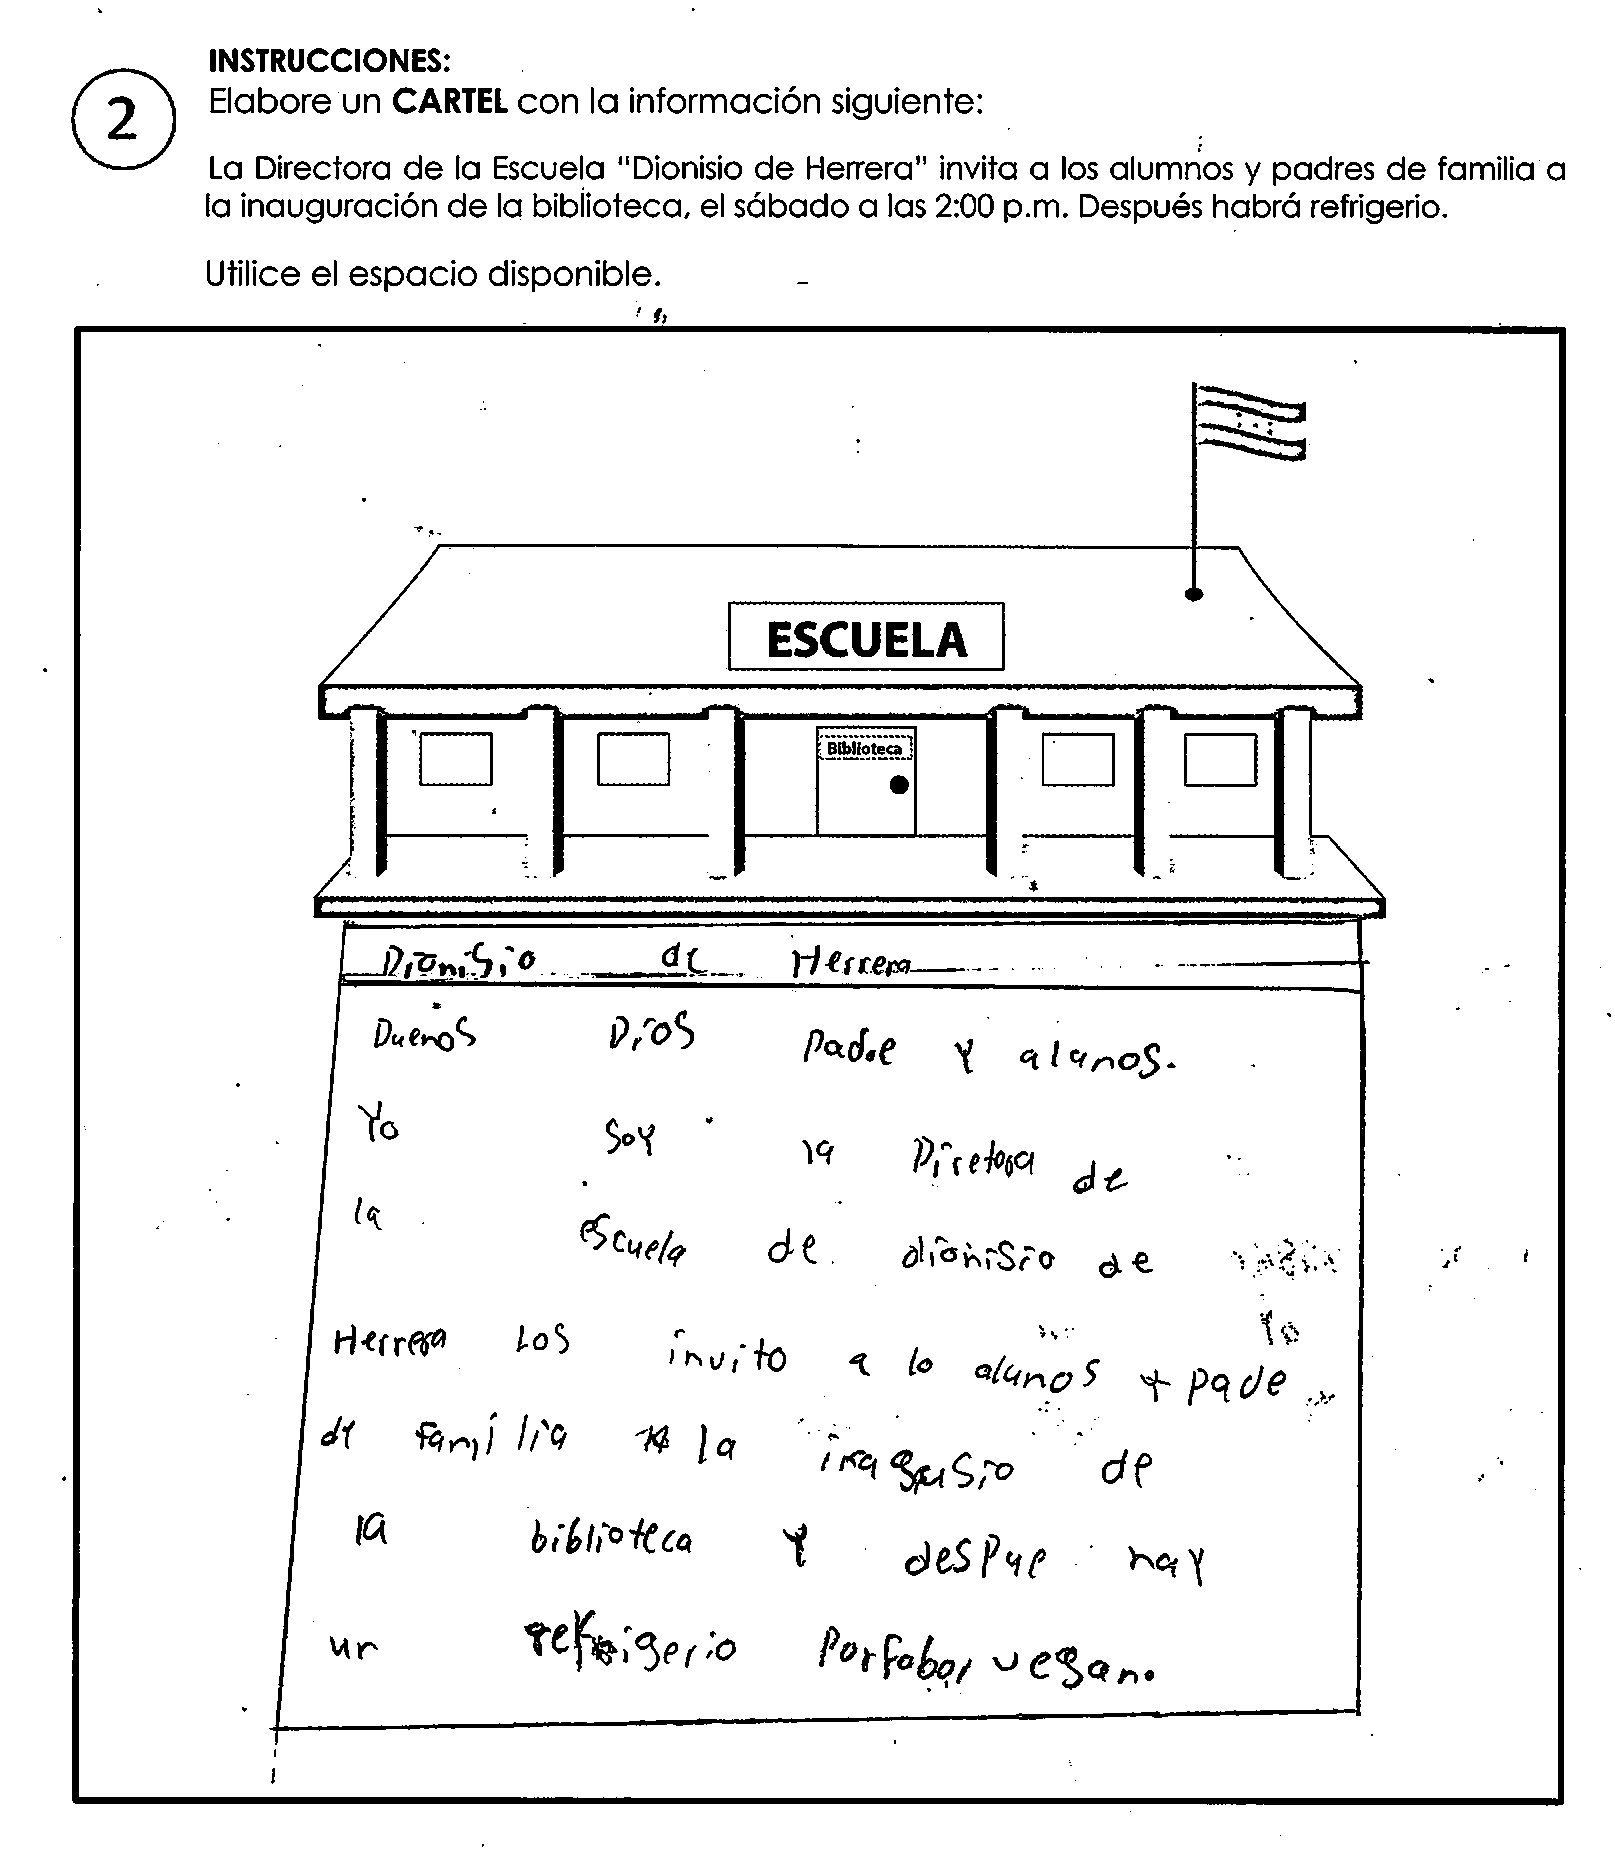 INSTRUCCIONES:
2
Elabore un CARTEL con la información siguiente:
La Directora de la Escuela "Dionisio de Herrera" invita a los alumnos y padres de familia a
la inauguración de la biblioteca, el sábado a las 2:00 p.m. Después habrá refrigerio.
Utilice el espacio disponible.
ESCUELA
Biblioteca
Dionisio de Herrera
Duenos Dios Padre y alanos.
Yo soy la Diretora de
la escuela de dionisio de
Herrera Los invito a lo alunos y pade
de familia a la inagusio de
la biblioteca y despue hay
un refrigerio Porfabor vegan.